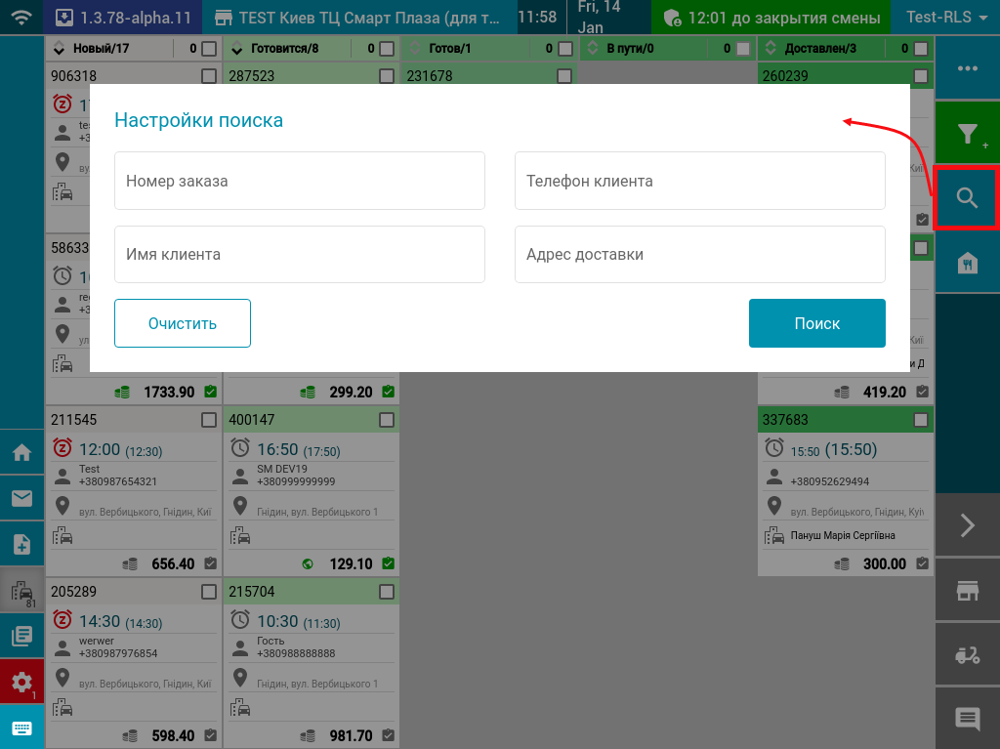 1.3.78-alpha.11
TEST Киев ТЦ Смарт Плаза (для т...
11:58
Fri, 14
Jan
12:01 до закрытия смены
Test-RLS
Новый/17
0
Готовится/8
0
Готов/1
0
В пути/0
0
Доставлен/3
0
906318
287523
231678
260239
Настройки поиска
Номер заказа
Телефон клиента
Имя клиента
Адрес доставки
Очистить
Поиск
1733.90
299.20
419.20
211545
400147
337683
12:00 (12:30)
16:50 (17:50)
15:50 (15:50)
Test
+380987654321
SM DEV19
+380999999999
+380952629494
вул. Вербицького, Гнідин, Киї
Гнідин, вул. Вербицького 1
вул. Вербицького, Гнідин, Kyiv
Пануш Марія Сергіївна
656.40
129.10
300.00
205289
215704
14:30 (14:30)
10:30 (11:30)
werwer
+380987976854
Гость
+380988888888
вул. Вербицького, Гнідин, Киї
Гнідин, вул. Вербицького 1
598.40
981.70
81
1
+